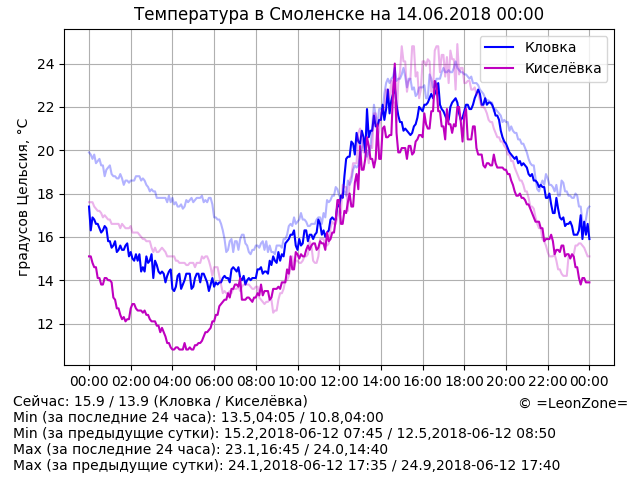 Температура в Смоленске на 14.06.2018 00:00
Кловка
Киселёвка
градусов Цельсия, °C
24
22
20
18
16
14
12
00:00 02:00 04:00 06:00 08:00 10:00 12:00 14:00 16:00 18:00 20:00 22:00 00:00
Сейчас: 15.9 / 13.9 (Кловка / Киселёвка)
© =LeonZone=
Min (за последние 24 часа): 13.5,04:05 / 10.8,04:00
Min (за предыдущие сутки): 15.2,2018-06-12 07:45 / 12.5,2018-06-12 08:50
Max (за последние 24 часа): 23.1,16:45 / 24.0,14:40
Max (за предыдущие сутки): 24.1,2018-06-12 17:35 / 24.9,2018-06-12 17:40